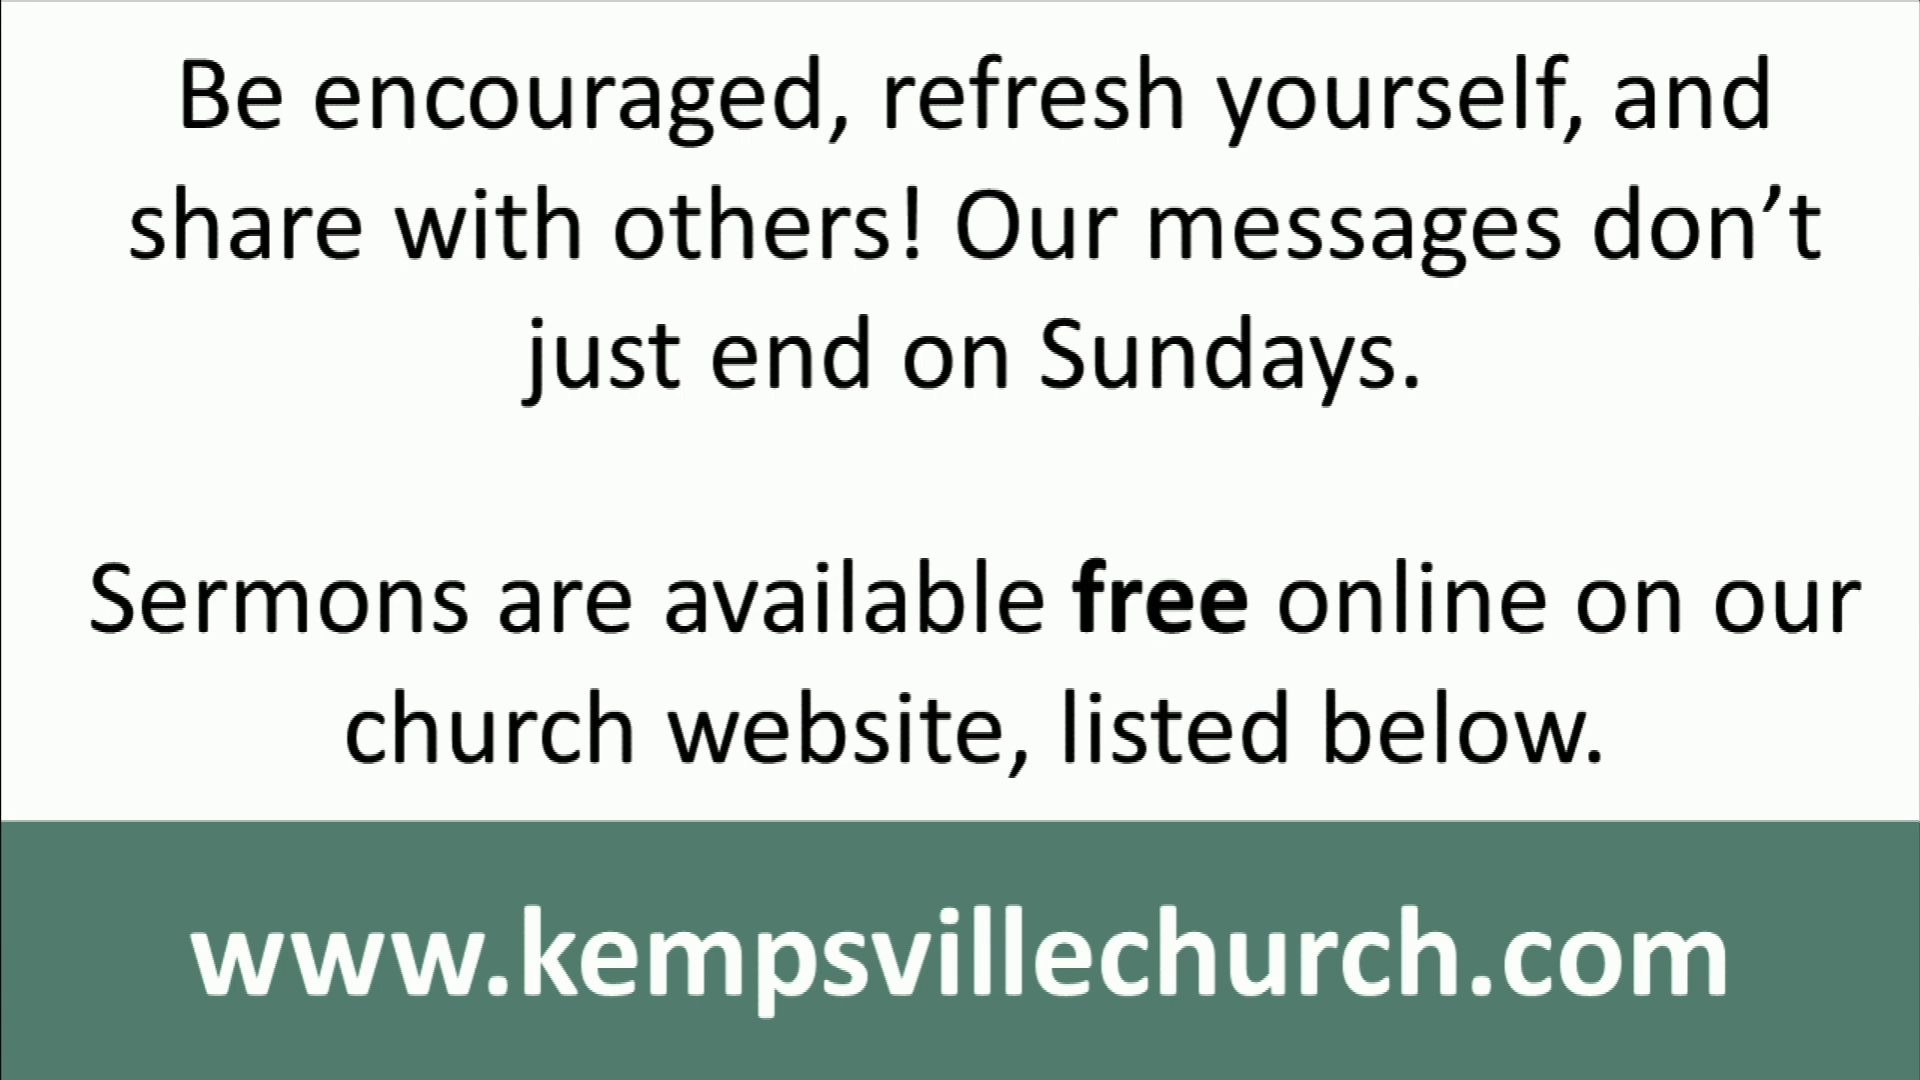 Be encouraged, refresh yourself, and
share with others! Our messages don’t
just end on Sundays.
Sermons are available free online on our
church website, listed below.
www.kempsvillechurch.com